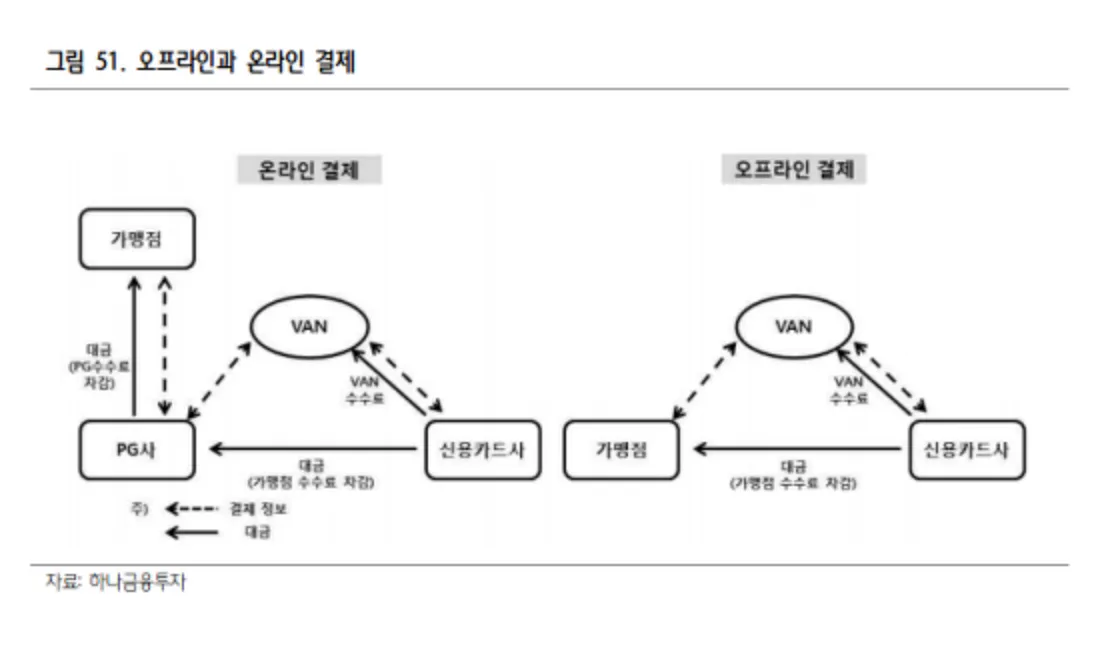 그림 51. 오프라인과 온라인 결제
온라인 결제
가맹점
VAN
대금
(PG수수료
차감)
VAN
수수료
PG사
신용카드사
대금
(가맹점 수수료 차감)
주) 결제 정보
대금
오프라인 결제
VAN
VAN
수수료
가맹점
신용카드사
대금
(가맹점 수수료 차감)
자료: 하나금융투자